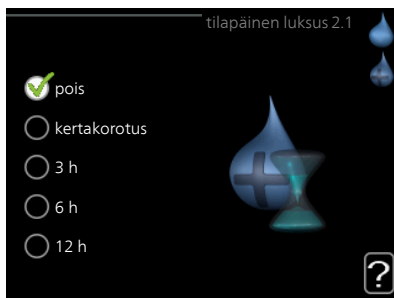 tilapäinen luksus 2.1
pois
kertakorotus
3 h
6 h
12 h
?